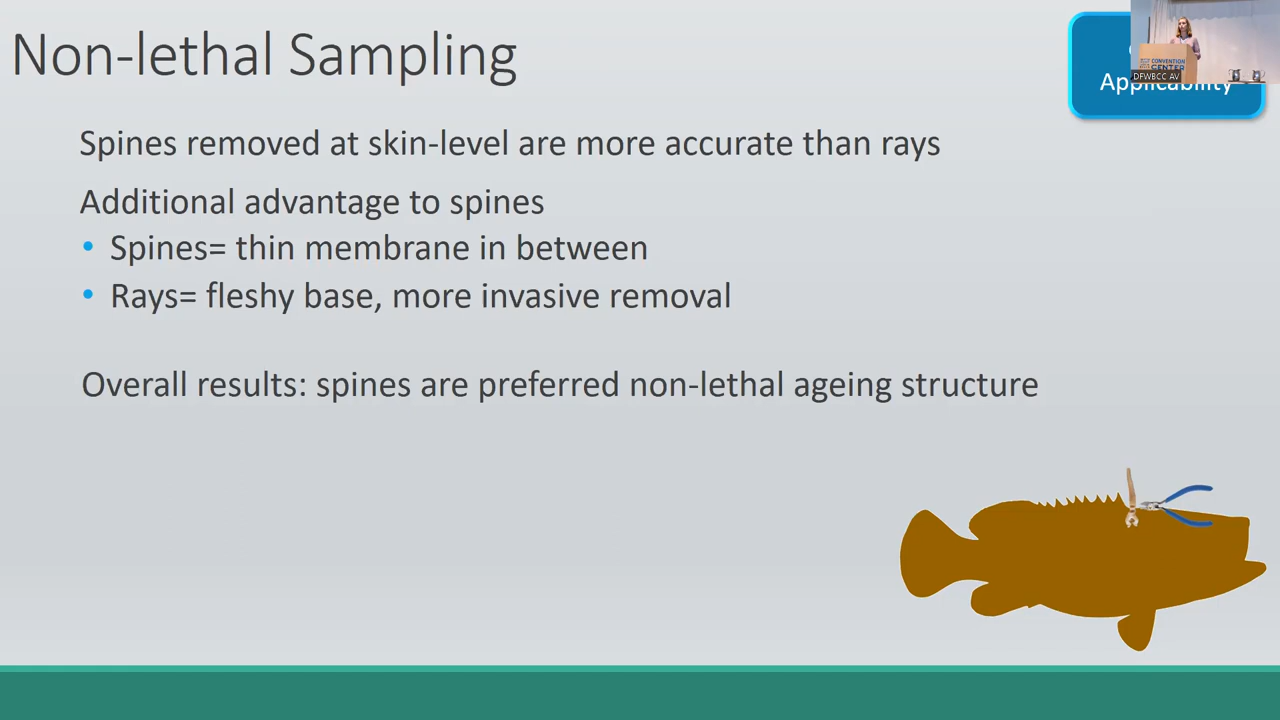 Non-lethal Sampling
Applicability
CONVENTION
CENTER
DFWBCC AV
Spines removed at skin-level are more accurate than rays
Additional advantage to spines
• Spines= thin membrane in between
• Rays= fleshy base, more invasive removal
Overall results: spines are preferred non-lethal ageing structure